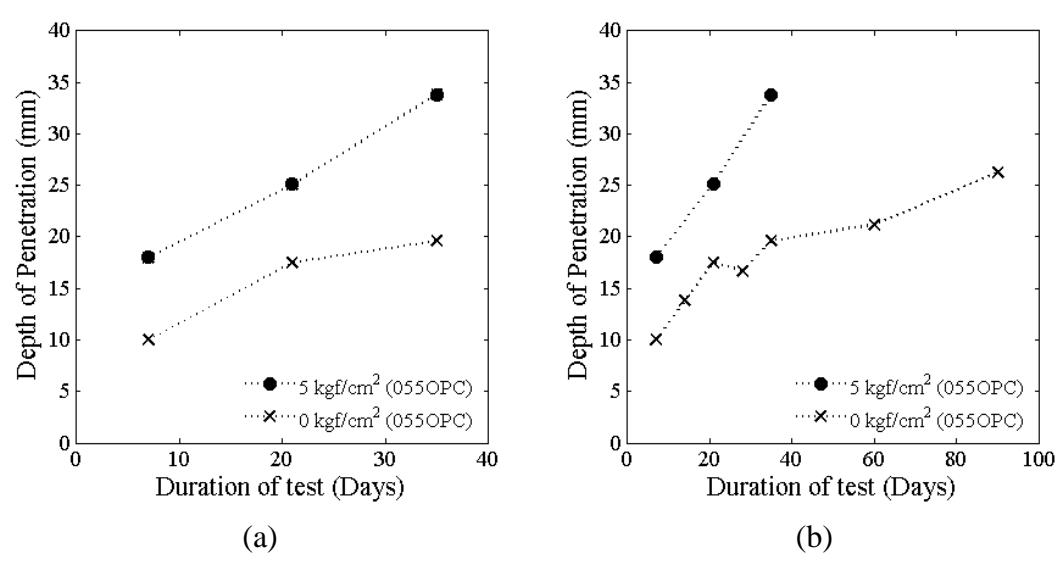 40
35
30
25
20
15
10
5
0
Depth of Penetration (mm)
5 kgf/cm² (055OPC)
0 kgf/cm² (055OPC)
0 10 20 30 40
Duration of test (Days)
(a)
40
35
30
25
20
15
10
5
0
Depth of Penetration (mm)
5 kgf/cm² (055OPC)
0 kgf/cm² (055OPC)
0 20 40 60 80 100
Duration of test (Days)
(b)